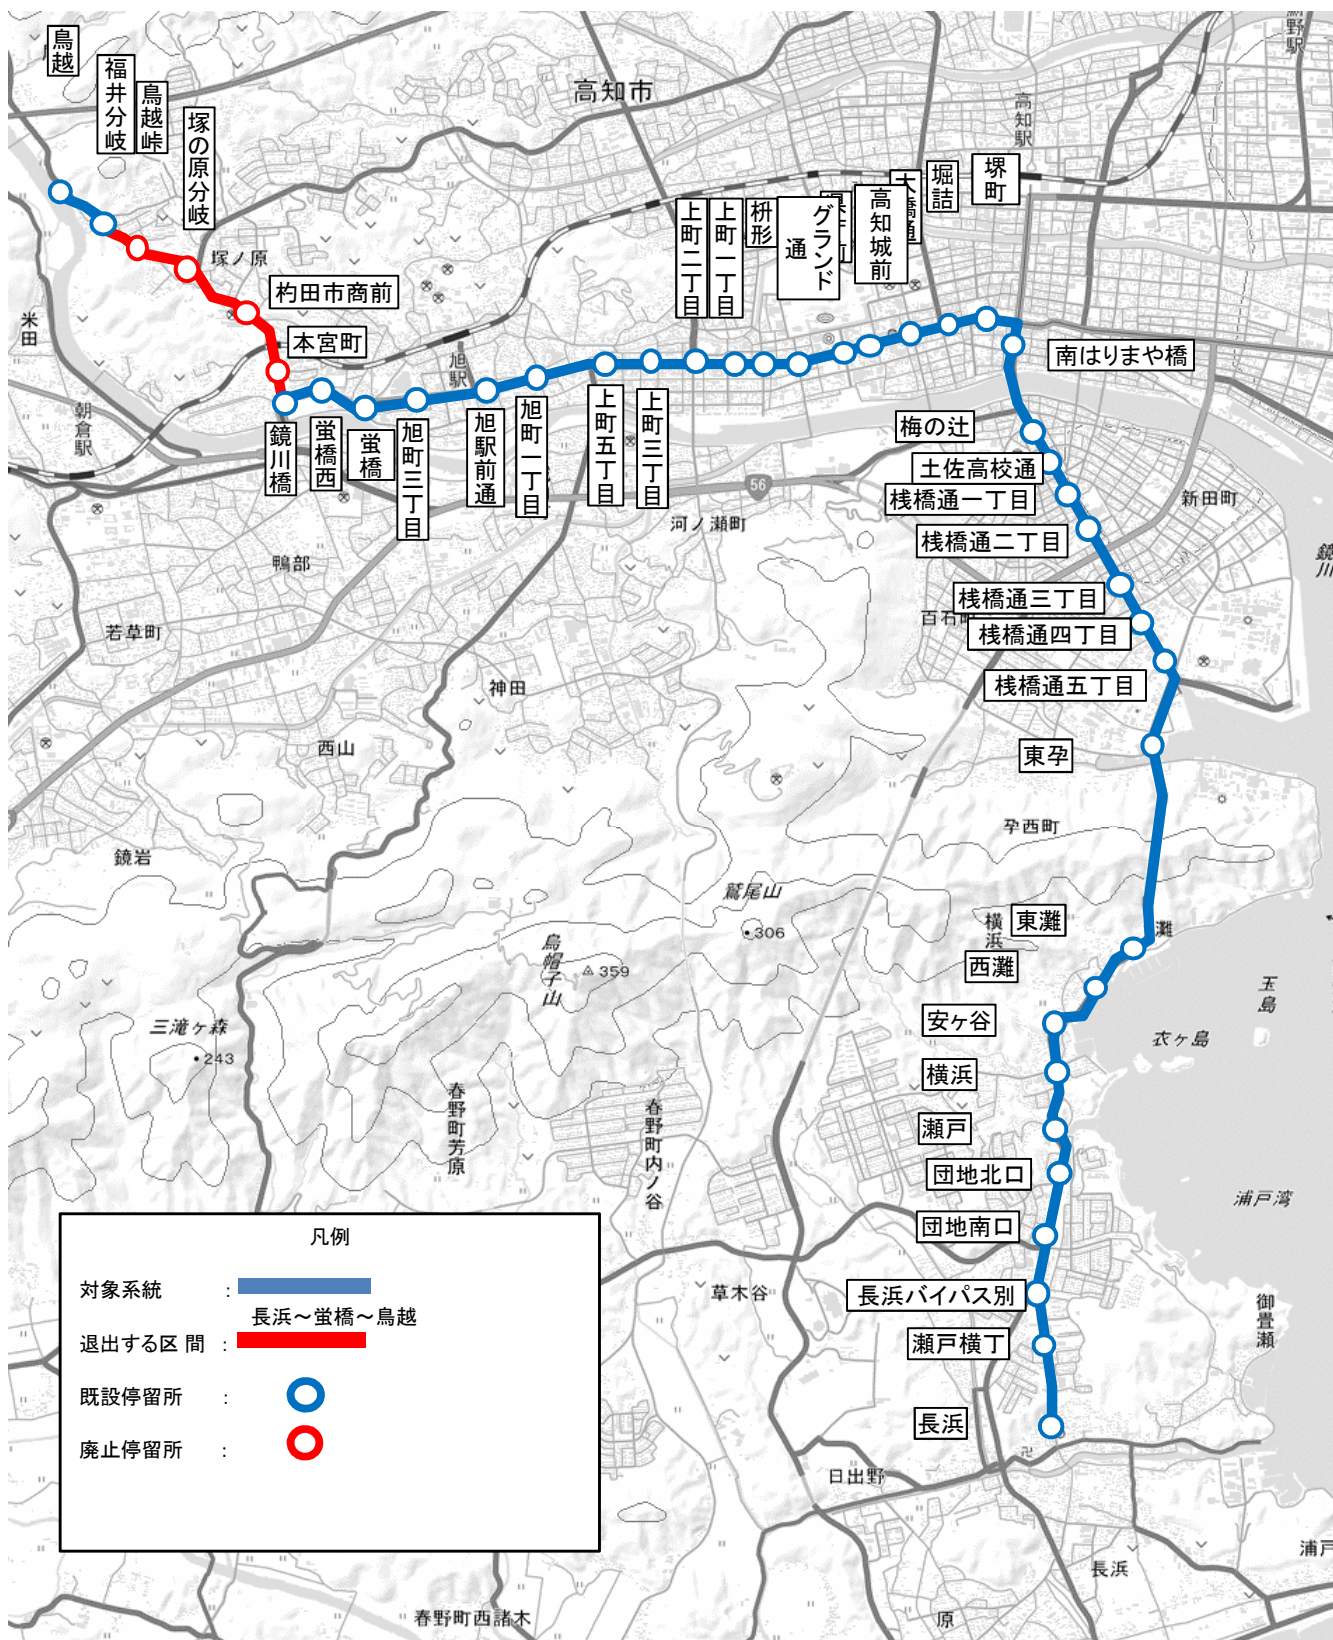 鳥越
福井分岐
鳥越峠
塚の原分岐
高知市
高知駅
塚ノ原
杓田市商前
本宮町
米田
朝倉駅
旭駅
上町二丁目
上町一丁目
枡形
グランド通
高知城前
大橋通
堀詰
堺町
南はりまや橋
鏡川橋
蛍橋西
蛍橋
旭町三丁目
旭駅前通
旭町一丁目
上町五丁目
上町三丁目
梅の辻
土佐高校通
桟橋通一丁目
桟橋通二丁目
桟橋通三丁目
桟橋通四丁目
桟橋通五丁目
56
河ノ瀬町
新田町
鏡川
鴨部
若草町
神田
西山
東孕
孕西町
鏡岩
鷲尾山
306
烏帽子山
359
横浜
東灘
灘
西灘
玉島
衣ヶ島
三滝ヶ森
243
安ヶ谷
横浜
瀬戸
春野町芳原
春野町内ノ谷
団地北口
浦戸湾
団地南口
長浜バイパス別
草木谷
御畳瀬
瀬戸横丁
長浜
日出野
長浜
浦戸
春野町西諸木
原
凡例
対象系統 :
長浜～蛍橋～鳥越
退出する区間 :
既設停留所 :
廃止停留所 :